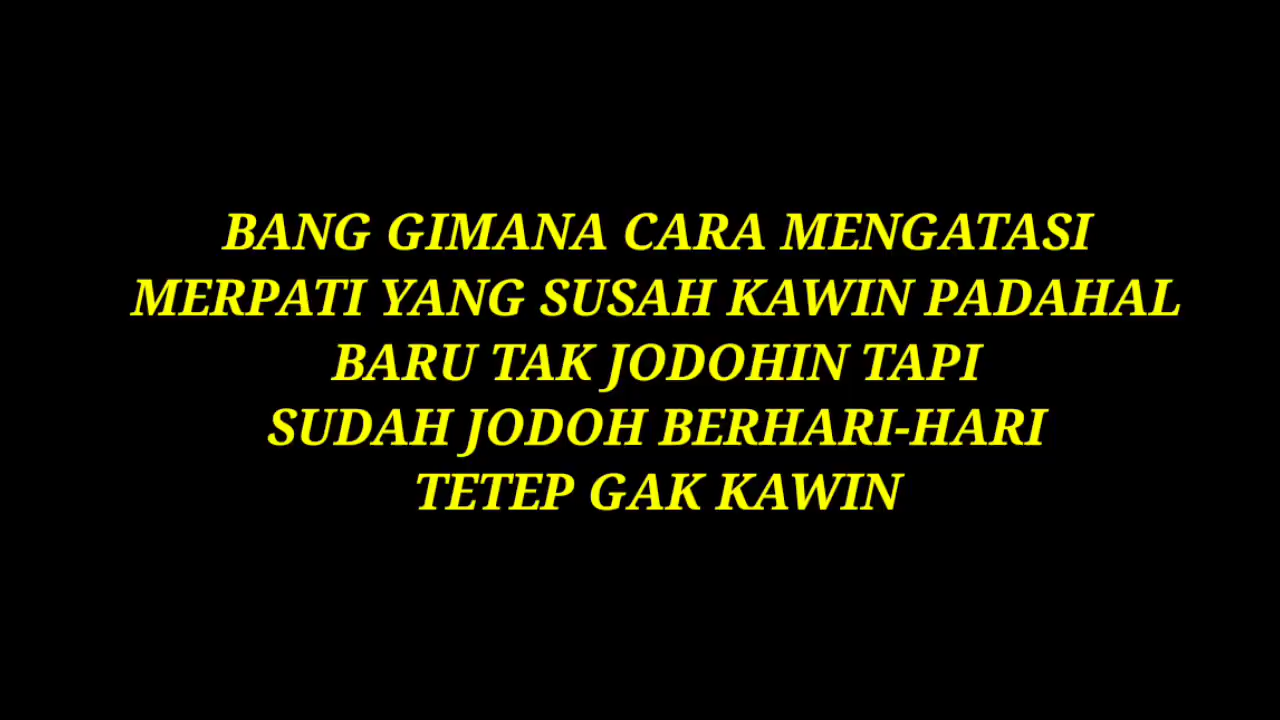 BANG GIMANA CARA MENGATASI
MERPATI YANG SUSAH KAWIN PADAHAL
BARU TAK JODOHIN TAPI
SUDAH JODOH BERHARI-HARI
TETEP GAK KAWIN